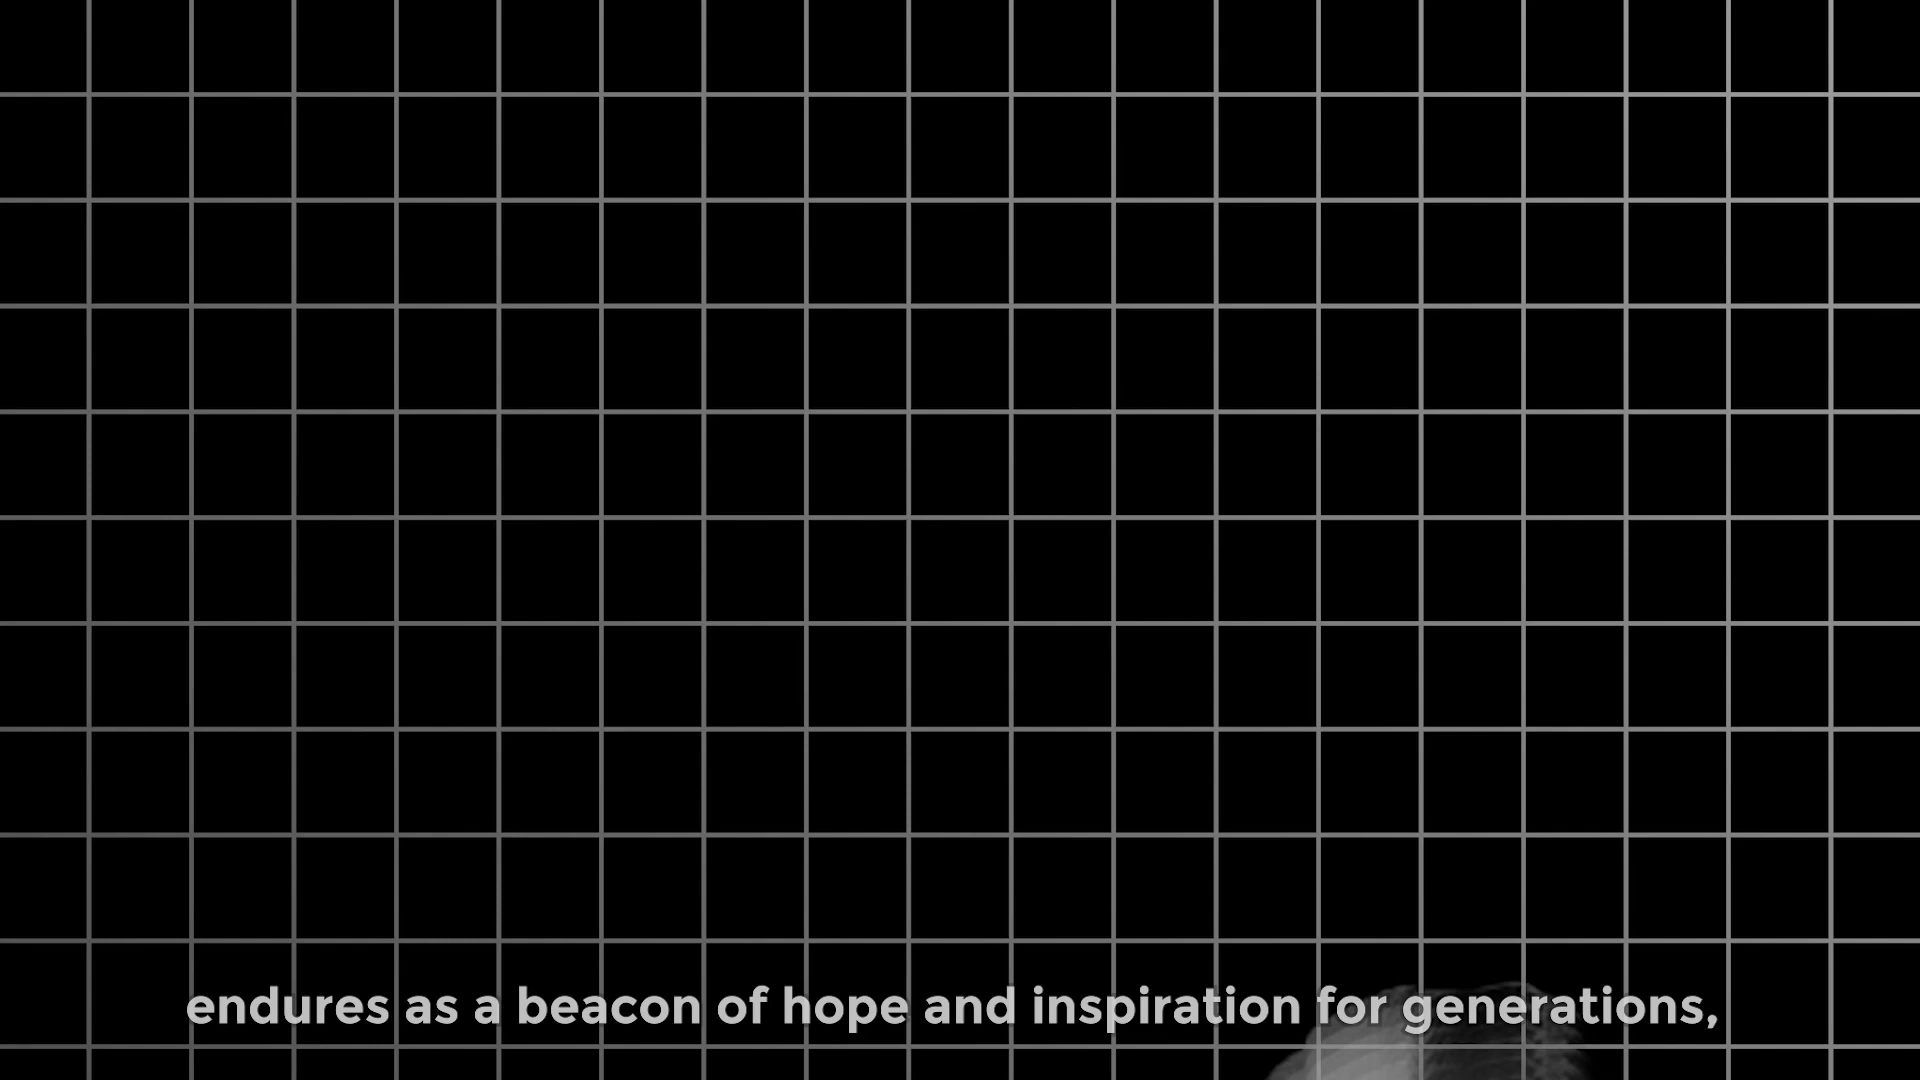 endures as a beacon of hope and inspiration for generations,